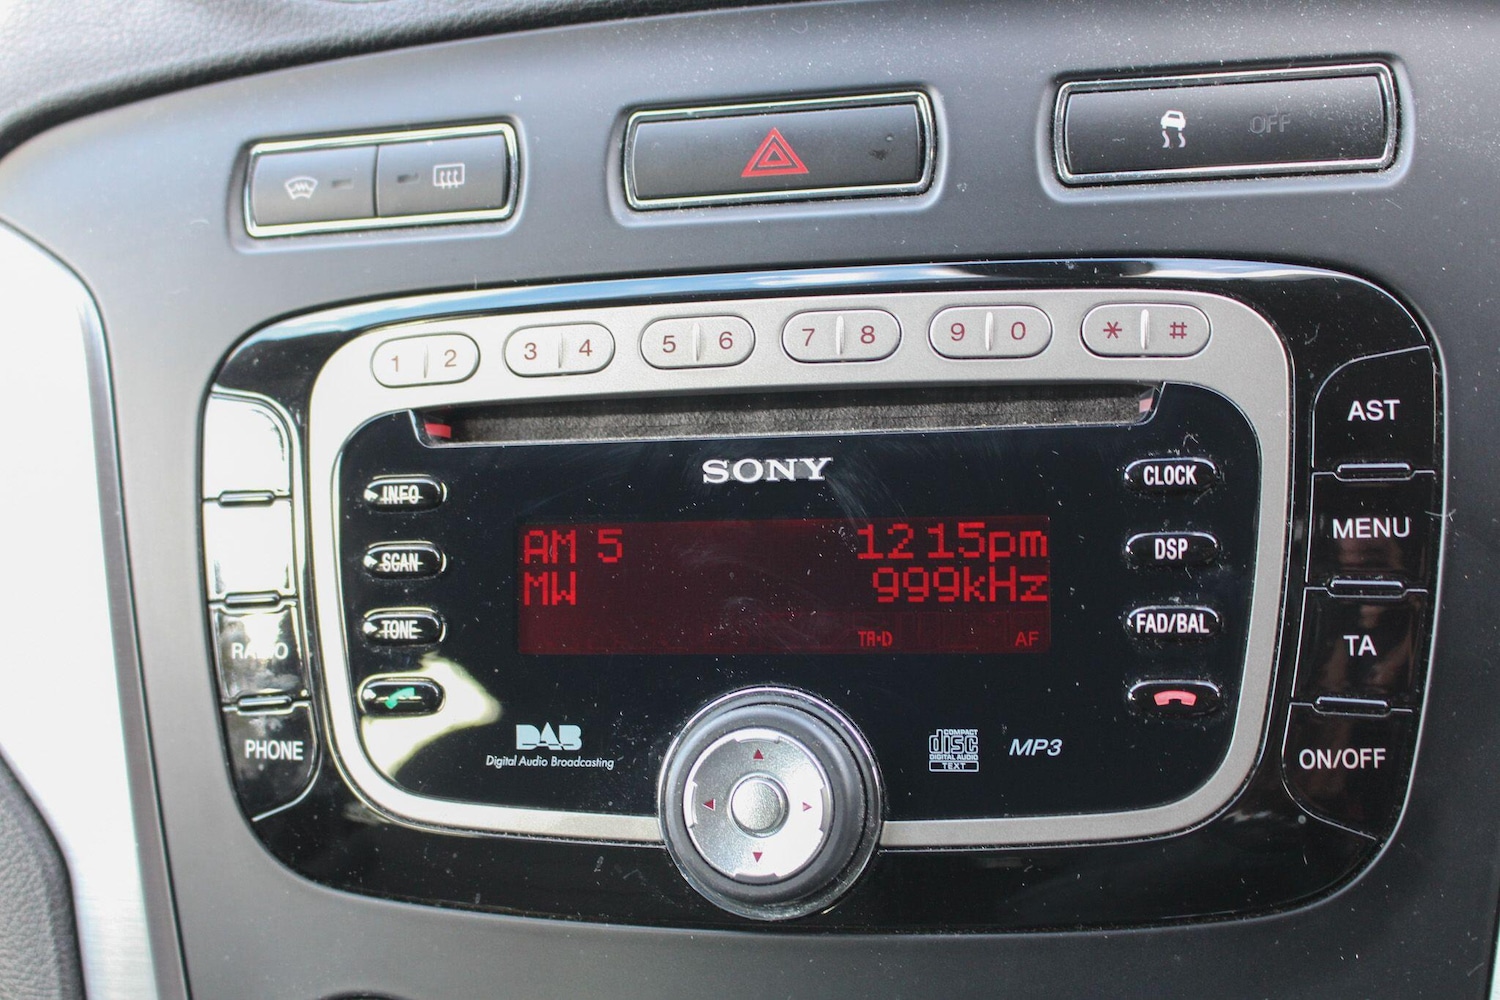 OFF
1 2 3 4 5 6 7 8 9 0 * #
SONY
INFO
SCAN
TONE
AM 5 12 15pm
MW 999kHz
TA-D AF
CLOCK
DSP
FAD/BAL
AST
MENU
TA
ON/OFF
RADIO
PHONE
DAB
Digital Audio Broadcasting
COMPACT
disc
DIGITAL AUDIO
TEXT
MP3